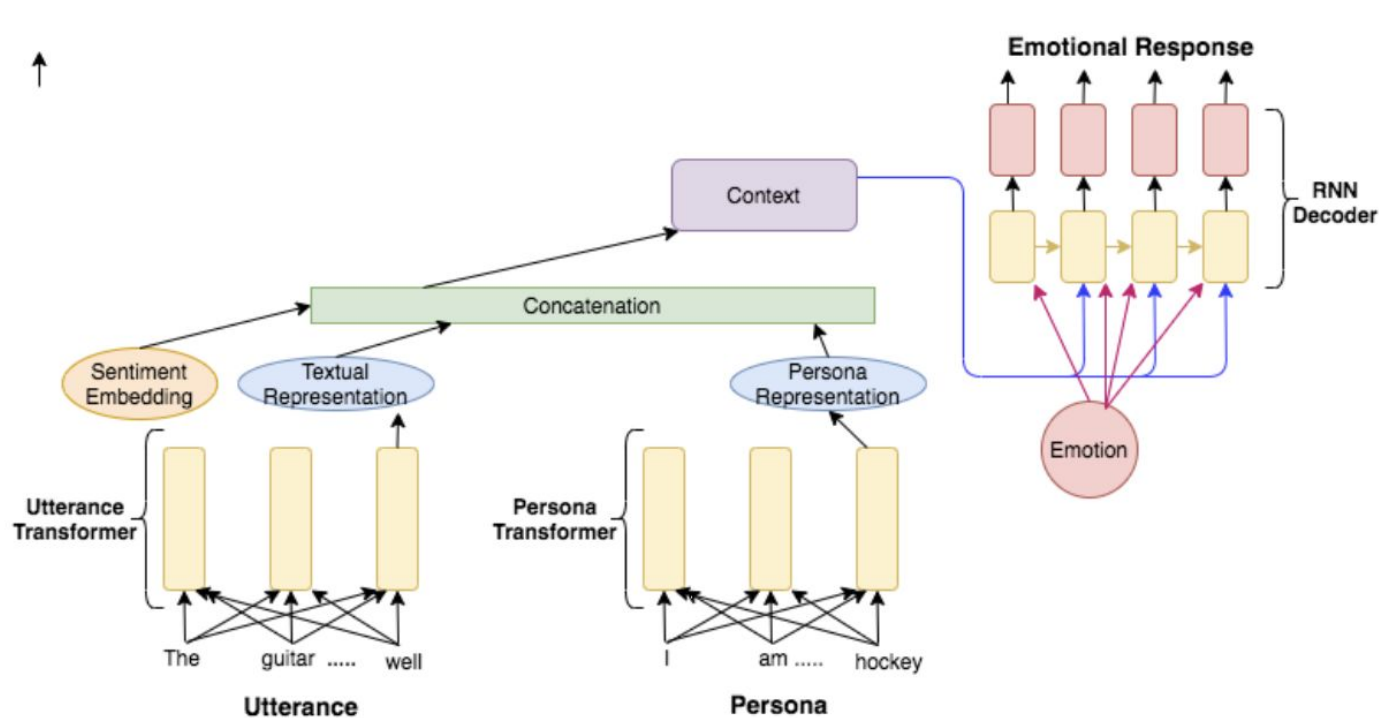 Emotional Response
RNN
Decoder
Context
Concatenation
Sentiment
Embedding
Textual
Representation
Persona
Representation
Emotion
Utterance
Transformer
Persona
Transformer
The guitar ..... well
I am ..... hockey
Utterance
Persona